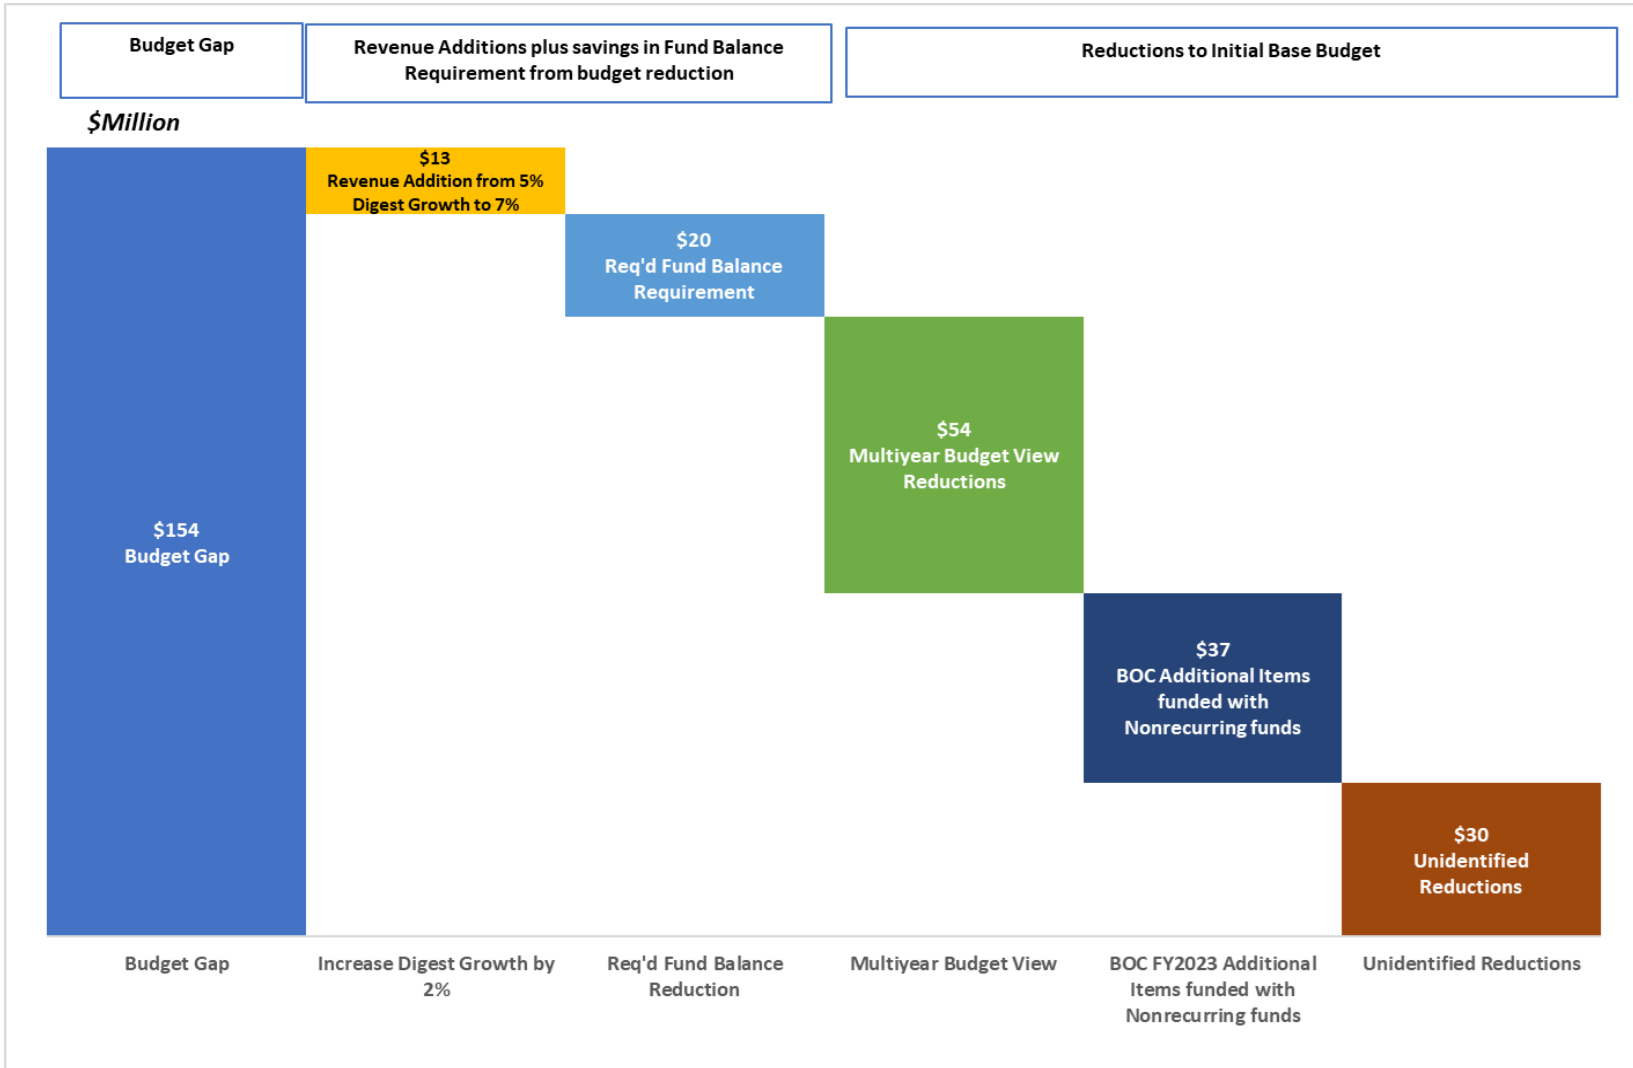 Budget Gap
Revenue Additions plus savings in Fund Balance
Requirement from budget reduction
Reductions to Initial Base Budget
$Million
$13
Revenue Addition from 5%
Digest Growth to 7%
$20
Req'd Fund Balance
Requirement
$54
Multiyear Budget View
Reductions
$154
Budget Gap
$37
BOC Additional Items
funded with
Nonrecurring funds
$30
Unidentified
Reductions
Budget Gap
Increase Digest Growth by
2%
Req'd Fund Balance
Reduction
Multiyear Budget View
BOC FY2023 Additional
Items funded with
Nonrecurring funds
Unidentified Reductions